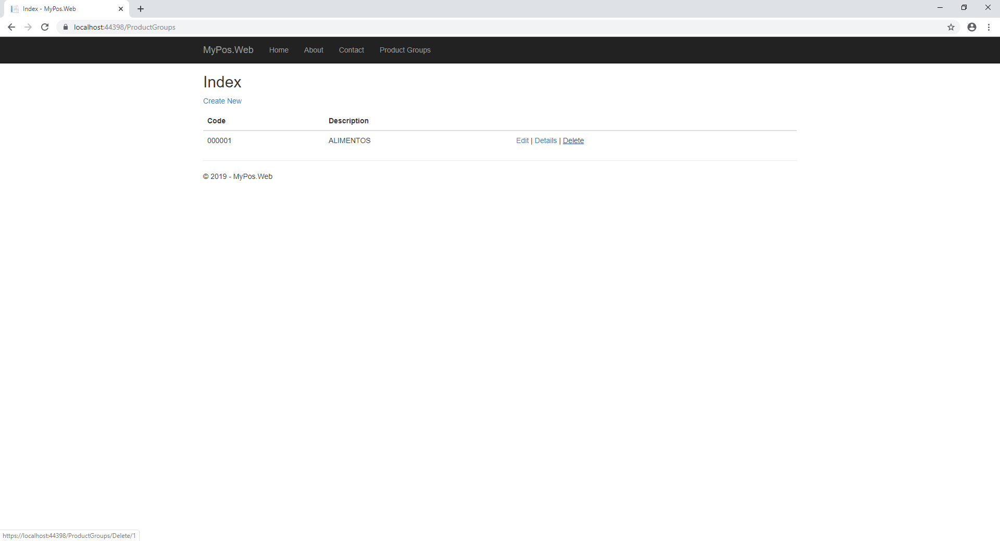 Index - MyPos.Web
localhost:44398/ProductGroups
MyPos.Web Home About Contact Product Groups
Index
Create New
Code Description
000001 ALIMENTOS Edit | Details | Delete
© 2019 - MyPos.Web
https://localhost:44398/ProductGroups/Delete/1